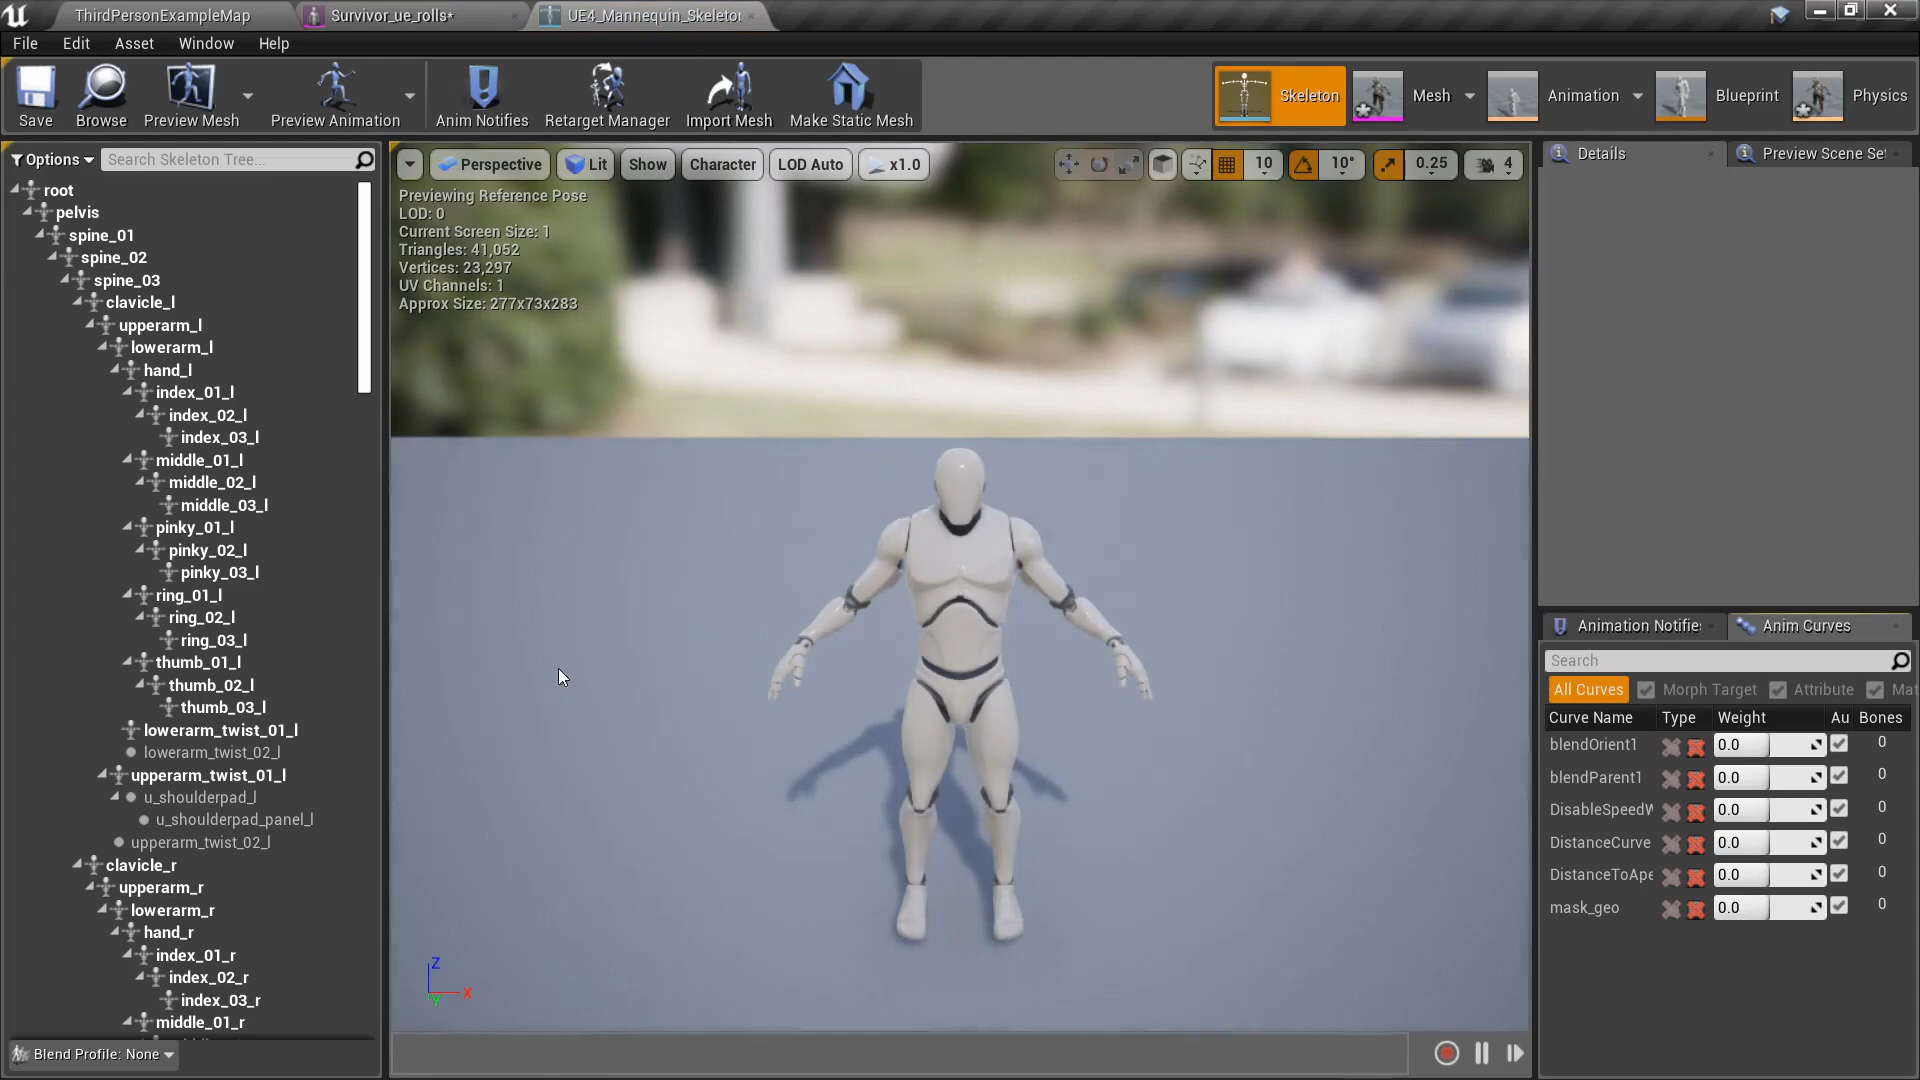 ThirdPersonExampleMap
Survivor_ue_rolls*
UE4_Mannequin_Skeleto
File Edit Asset Window Help
Save
Browse
Preview Mesh
Preview Animation
Anim Notifies
Retarget Manager
Import Mesh
Make Static Mesh
Skeleton
Mesh
Animation
Blueprint
Physics
Options
Search Skeleton Tree...
root
pelvis
spine_01
spine_02
spine_03
clavicle_l
upperarm_l
lowerarm_l
hand_l
index_01_l
index_02_l
index_03_l
middle_01_l
middle_02_l
middle_03_l
pinky_01_l
pinky_02_l
pinky_03_l
ring_01_l
ring_02_l
ring_03_l
thumb_01_l
thumb_02_l
thumb_03_l
lowerarm_twist_01_l
lowerarm_twist_02_l
upperarm_twist_01_l
u_shoulderpad_l
u_shoulderpad_panel_l
upperarm_twist_02_l
clavicle_r
upperarm_r
lowerarm_r
hand_r
index_01_r
index_02_r
index_03_r
middle_01_r
Blend Profile: None
Perspective Lit Show Character LOD Auto x1.0
10 10° 0.25 4
Previewing Reference Pose
LOD: 0
Current Screen Size: 1
Triangles: 41,052
Vertices: 23,297
UV Channels: 1
Approx Size: 277x73x283
Z
X
Y
Details
Preview Scene Set
Animation Notifies
Anim Curves
Search
All Curves Morph Target Attribute Mat
Curve Name Type Weight Au Bones
blendOrient1 0.0 0
blendParent1 0.0 0
DisableSpeedW 0.0 0
DistanceCurve 0.0 0
DistanceToApe 0.0 0
mask_geo 0.0 0